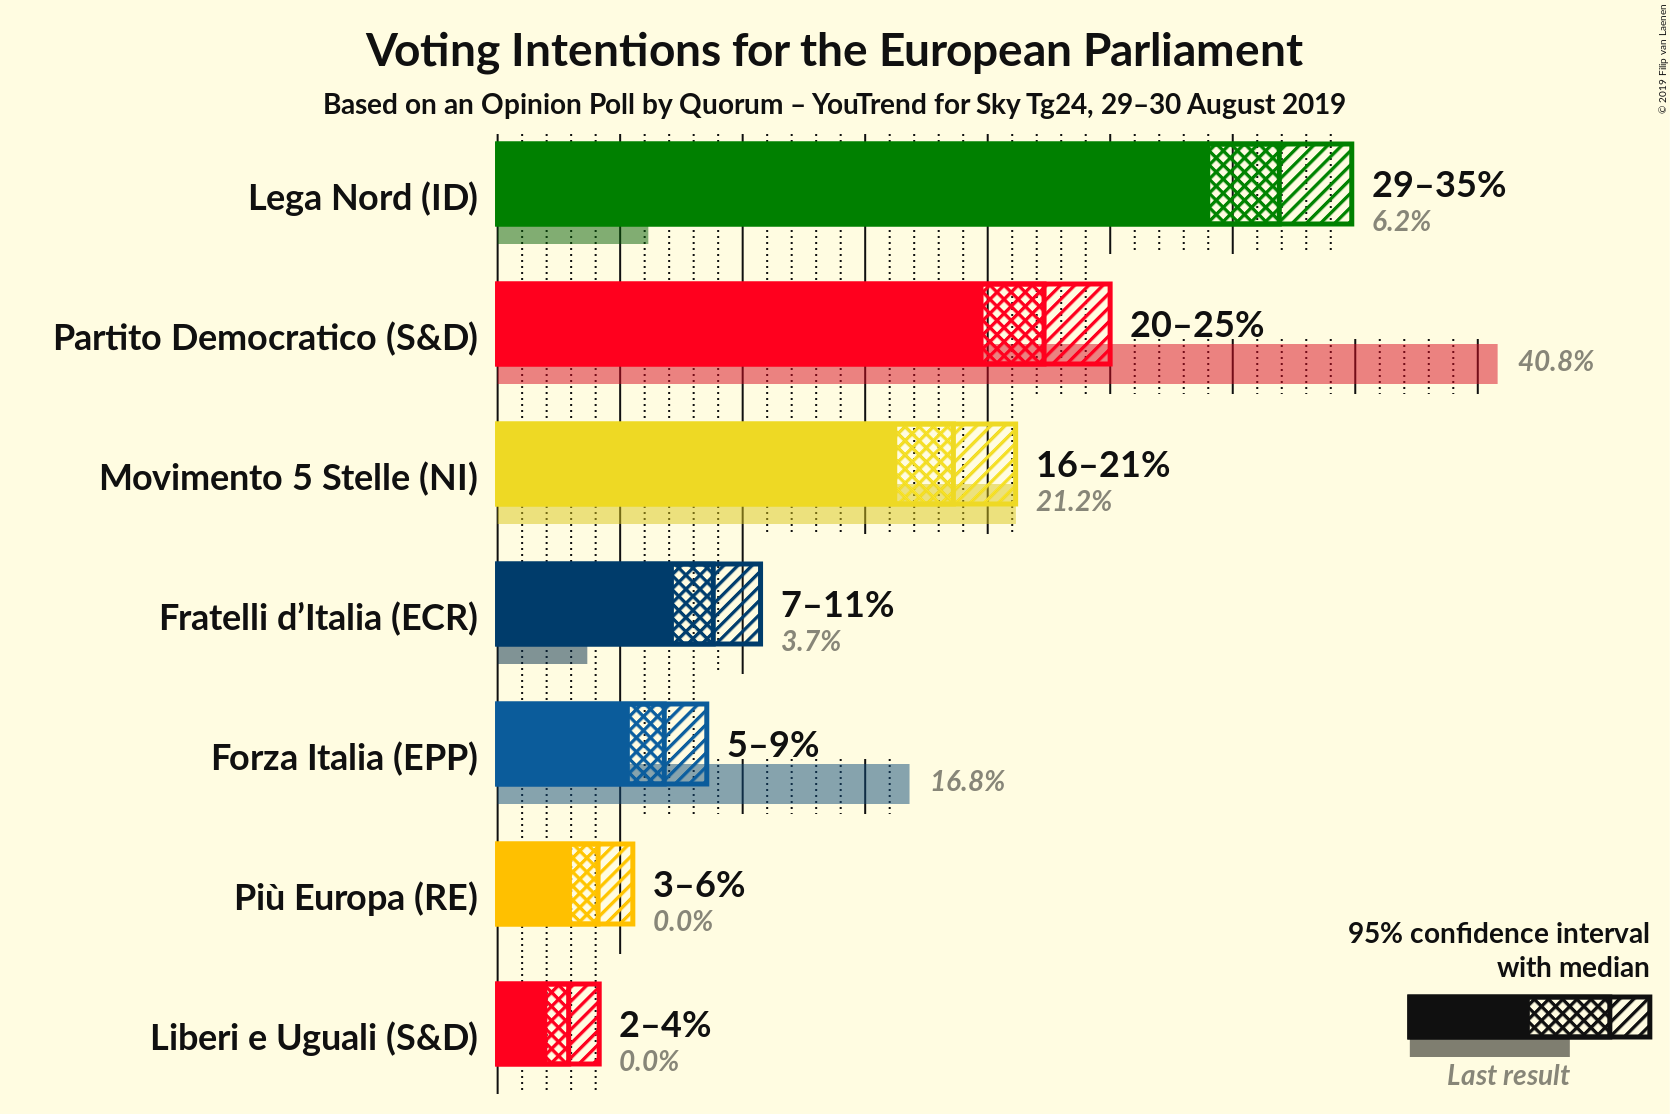 Voting Intentions for the European Parliament
Based on an Opinion Poll by Quorum – YouTrend for Sky Tg24, 29–30 August 2019
© 2019 Filip van Laenen
Lega Nord (ID)
29–35%
6.2%
Partito Democratico (S&D)
20–25%
40.8%
Movimento 5 Stelle (NI)
16–21%
21.2%
Fratelli d’Italia (ECR)
7–11%
3.7%
Forza Italia (EPP)
5–9%
16.8%
Più Europa (RE)
3–6%
0.0%
Liberi e Uguali (S&D)
2–4%
0.0%
95% confidence interval
with median
Last result